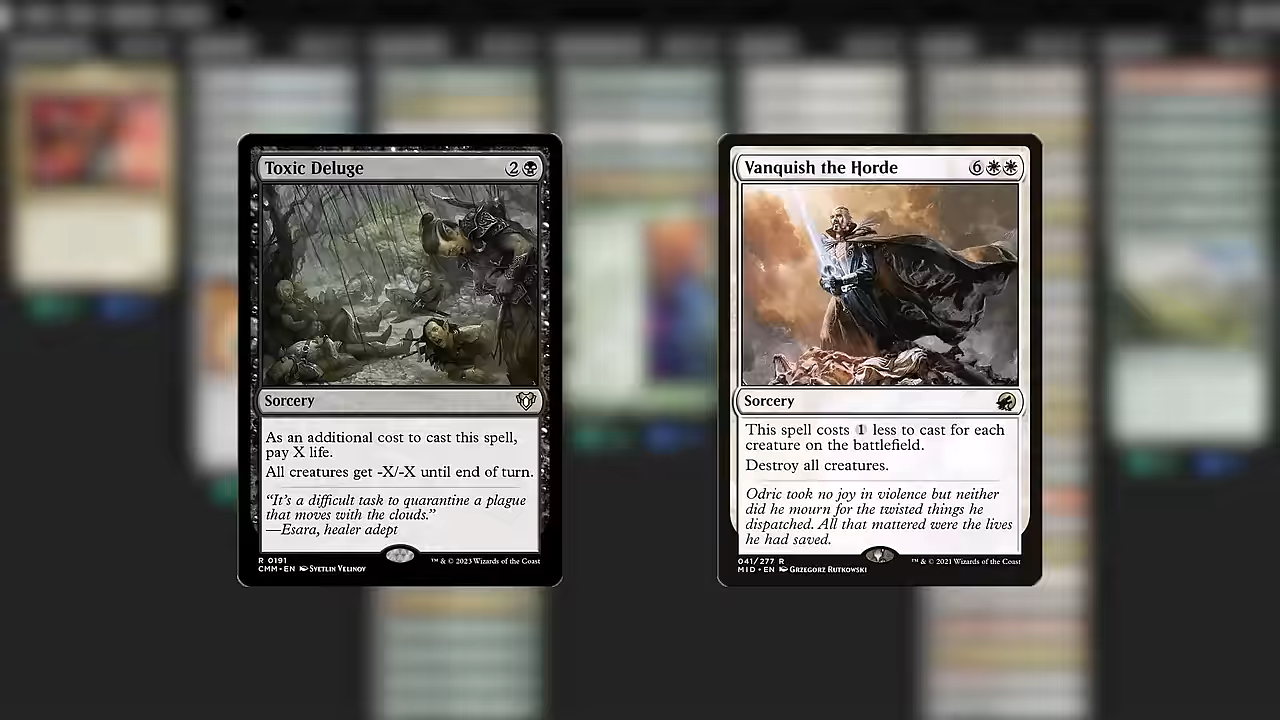 Toxic Deluge 2
Sorcery
As an additional cost to cast this spell,
pay X life.
All creatures get -X/-X until end of turn.
“It’s a difficult task to quarantine a plague
that moves with the clouds.”
—Esara, healer adept
R 0191
CMM • EN Svetlin Velinov
™ & © 2023 Wizards of the Coast
Vanquish the Horde 6
Sorcery
This spell costs 1 less to cast for each
creature on the battlefield.
Destroy all creatures.
Odric took no joy in violence but neither
did he mourn for the twisted things he
dispatched. All that mattered were the lives
he had saved.
041/277 R
MID • EN Grzegorz Rutkowski
™ & © 2021 Wizards of the Coast